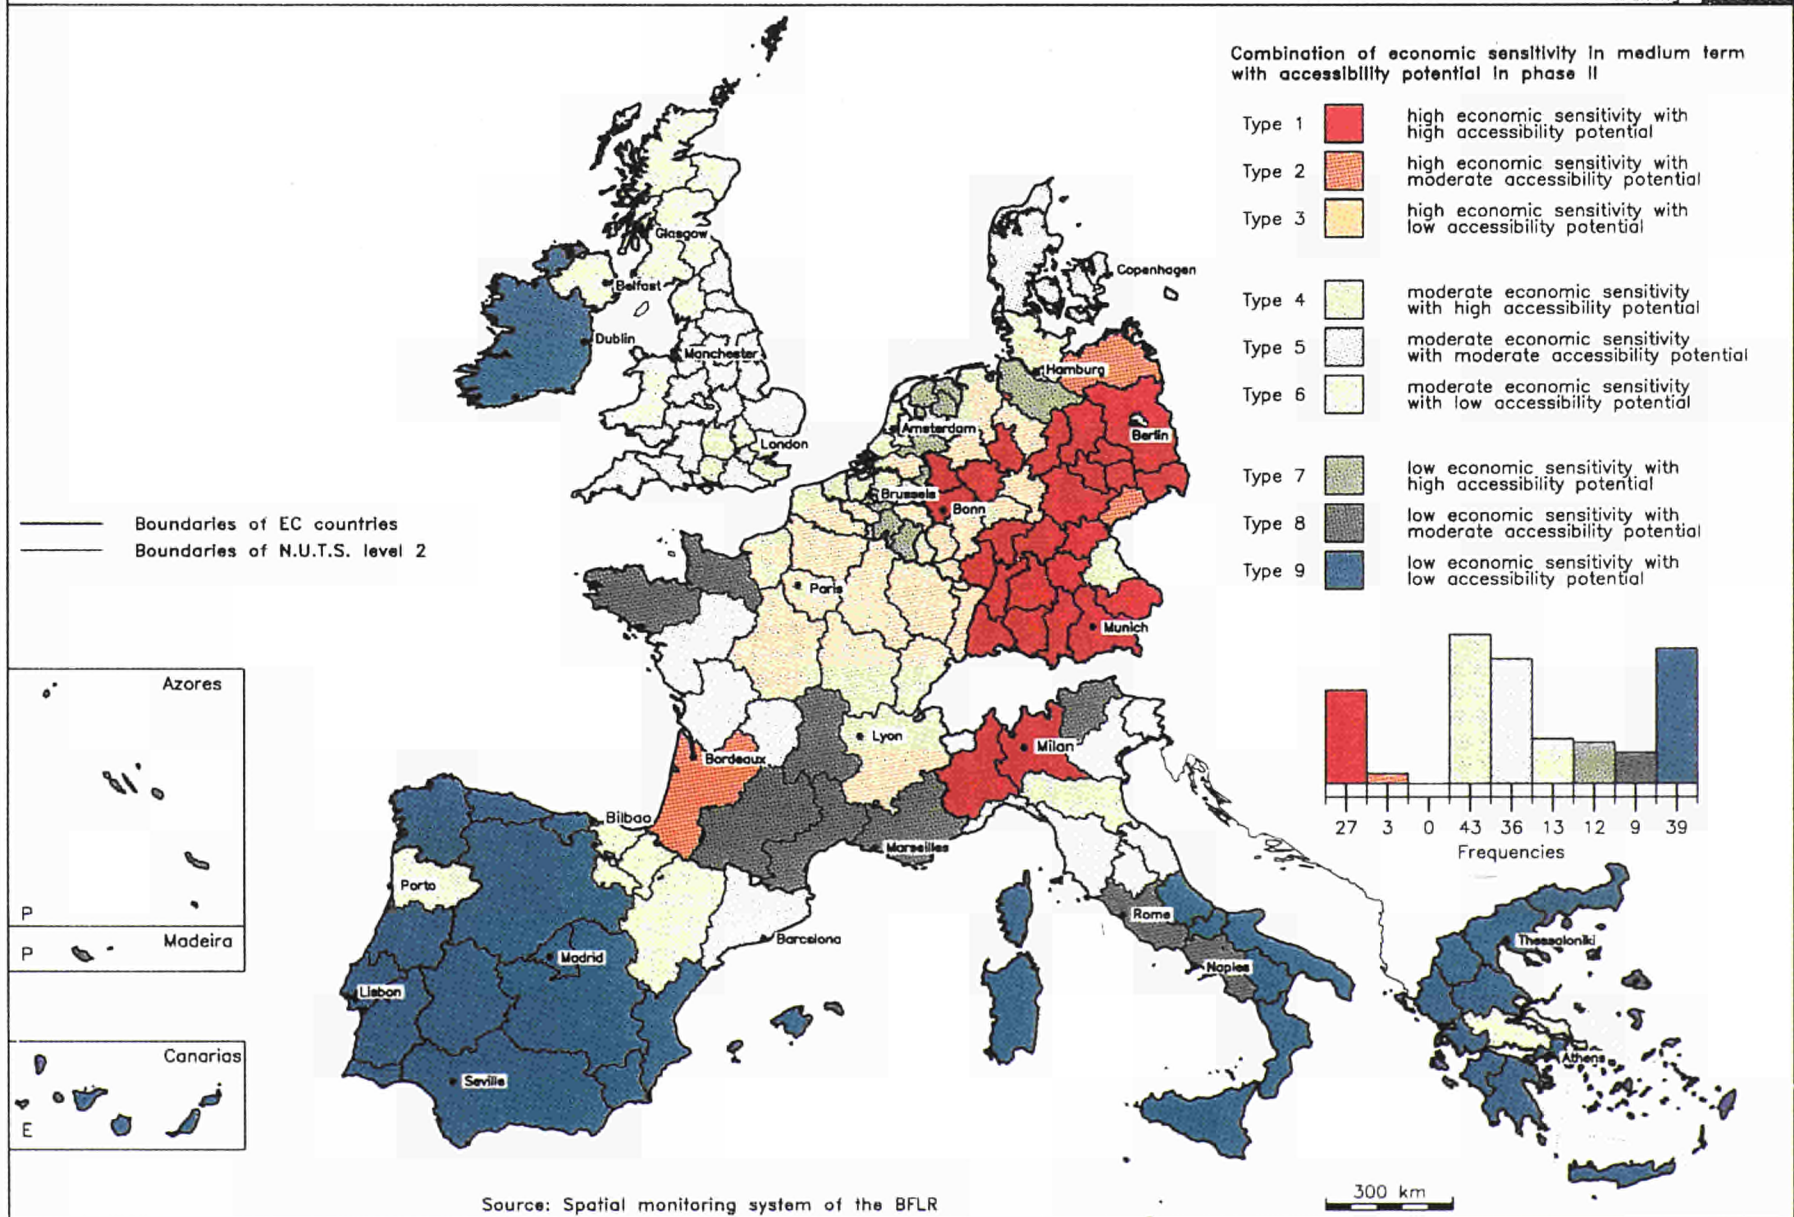 Combination of economic sensitivity in medium term
with accessibility potential in phase II
Type 1
high economic sensitivity with
high accessibility potential
Type 2
high economic sensitivity with
moderate accessibility potential
Type 3
high economic sensitivity with
low accessibility potential
Type 4
moderate economic sensitivity
with high accessibility potential
Type 5
moderate economic sensitivity
with moderate accessibility potential
Type 6
moderate economic sensitivity
with low accessibility potential
Type 7
low economic sensitivity with
high accessibility potential
Type 8
low economic sensitivity with
moderate accessibility potential
Type 9
low economic sensitivity with
low accessibility potential
27 3 0 43 36 13 12 9 39
Frequencies
Boundaries of EC countries
Boundaries of N.U.T.S. level 2
Glasgow
Belfast
Dublin
Manchester
London
Copenhagen
Hamburg
Amsterdam
Berlin
Brussels
Bonn
Paris
Munich
Lyon
Milan
Bordeaux
Bilbao
Marseilles
Porto
Barcelona
Rome
Madrid
Naples
Thessaloniki
Lisbon
Athens
Seville
Azores
P
Madeira
P
Canarias
E
Source: Spatial monitoring system of the BFLR
300 km